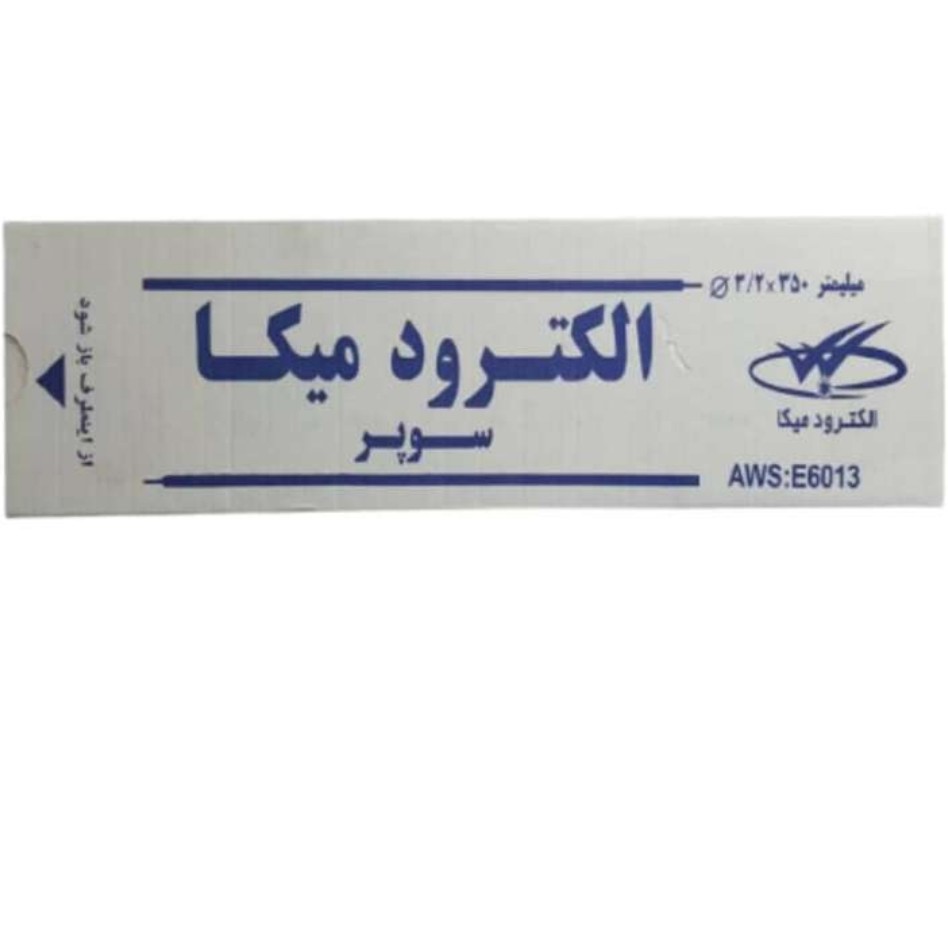 میلیمتر ۳۵۰×۳/۲ Ø
الکترود میکا
سوپر
الکترود میکا
AWS:E6013
از اینطرف باز شود